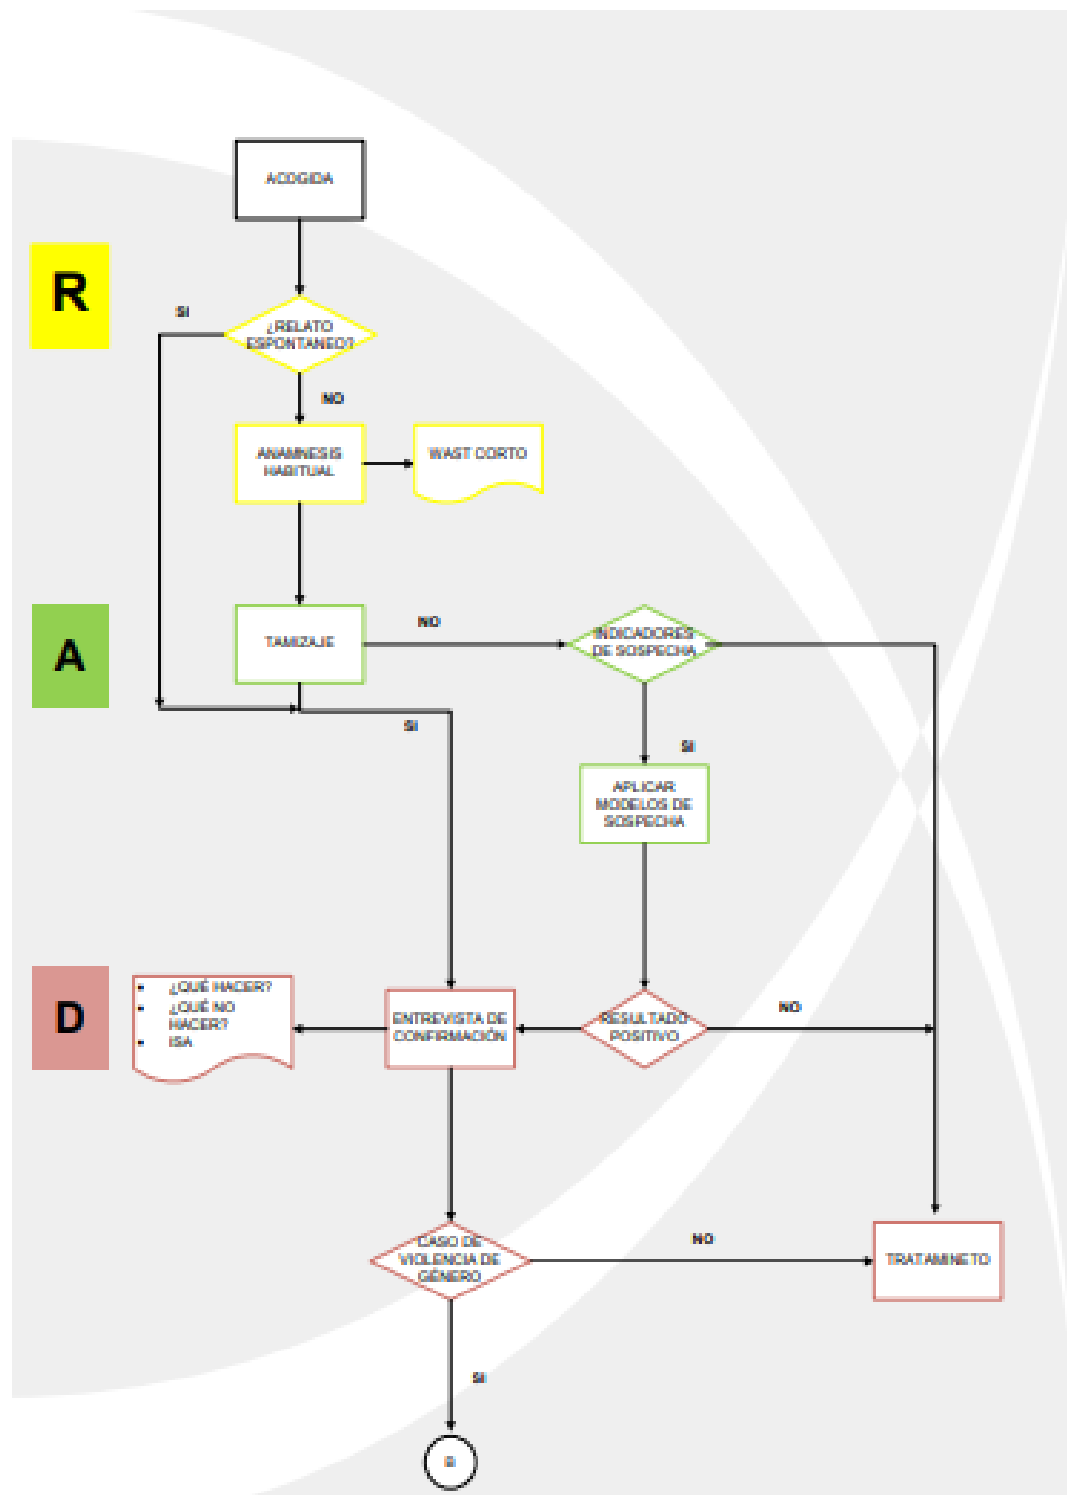 ACOGIDA
R
SI
¿RELATO
ESPONTANEO?
NO
ANAMNESIS
HABITUAL
WAST CORTO
A
TAMIZAJE
NO
INDICADORES
DE SOSPECHA
SI
SI
APLICAR
MODELOS DE
SOSPECHA
D
• ¿QUÉ HACER?
• ¿QUÉ NO
HACER?
• ISA
ENTREVISTA DE
CONFIRMACIÓN
RESULTADO
POSITIVO
NO
CASO DE
VIOLENCIA DE
GÉNERO
NO
TRATAMINETO
SI